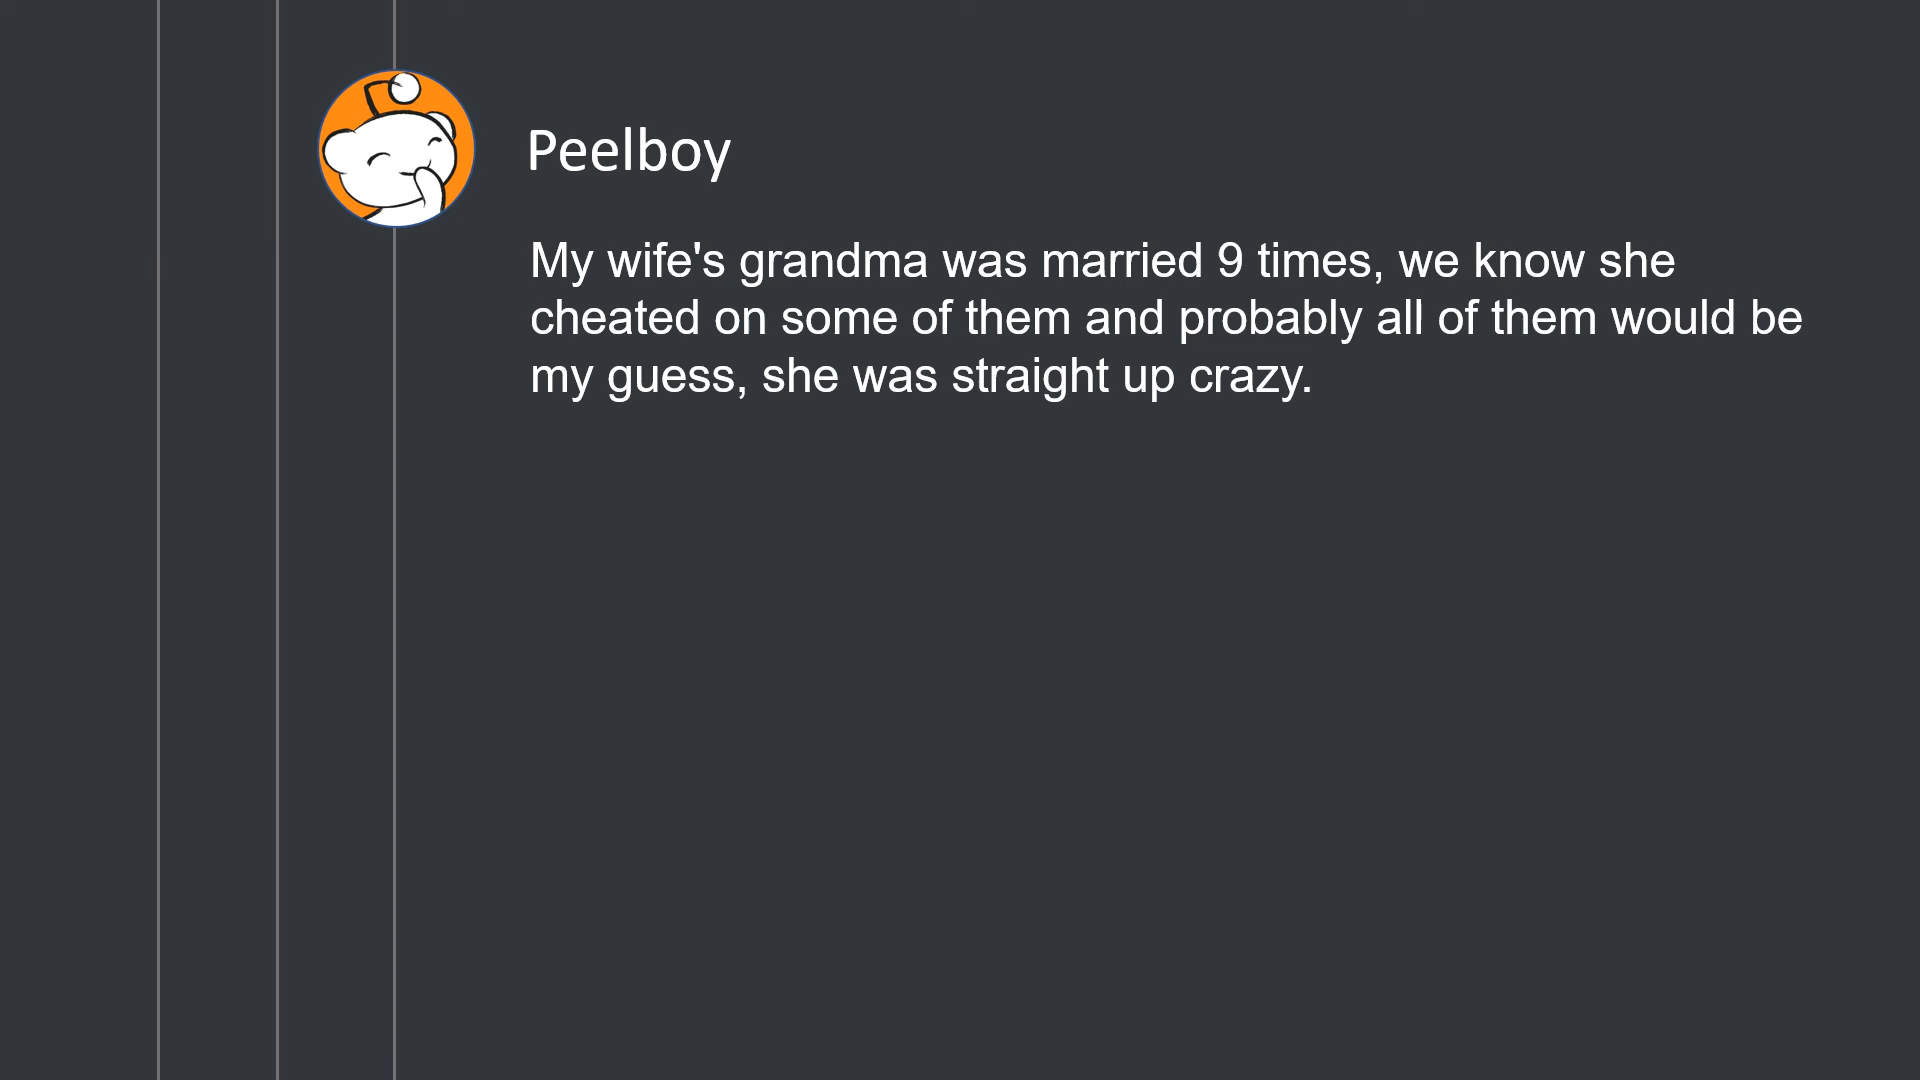 Peelboy
My wife's grandma was married 9 times, we know she
cheated on some of them and probably all of them would be
my guess, she was straight up crazy.